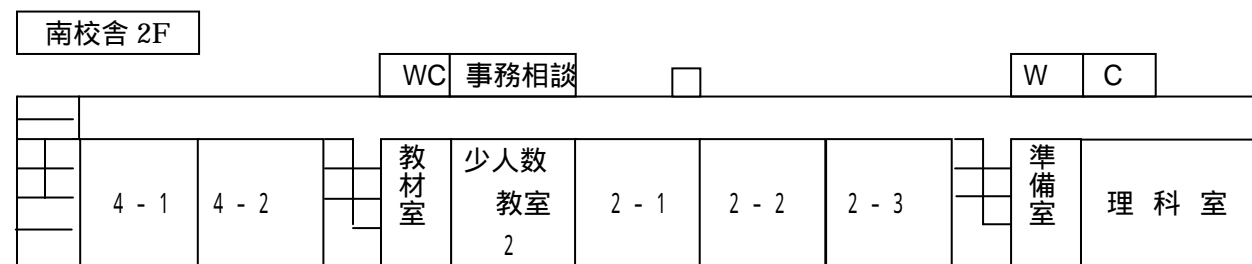 南校舎 2F
WC 事務相談 W C
教材室
少人数
教室
2
準備室
4 - 1 4 - 2 2 - 1 2 - 2 2 - 3 理科室